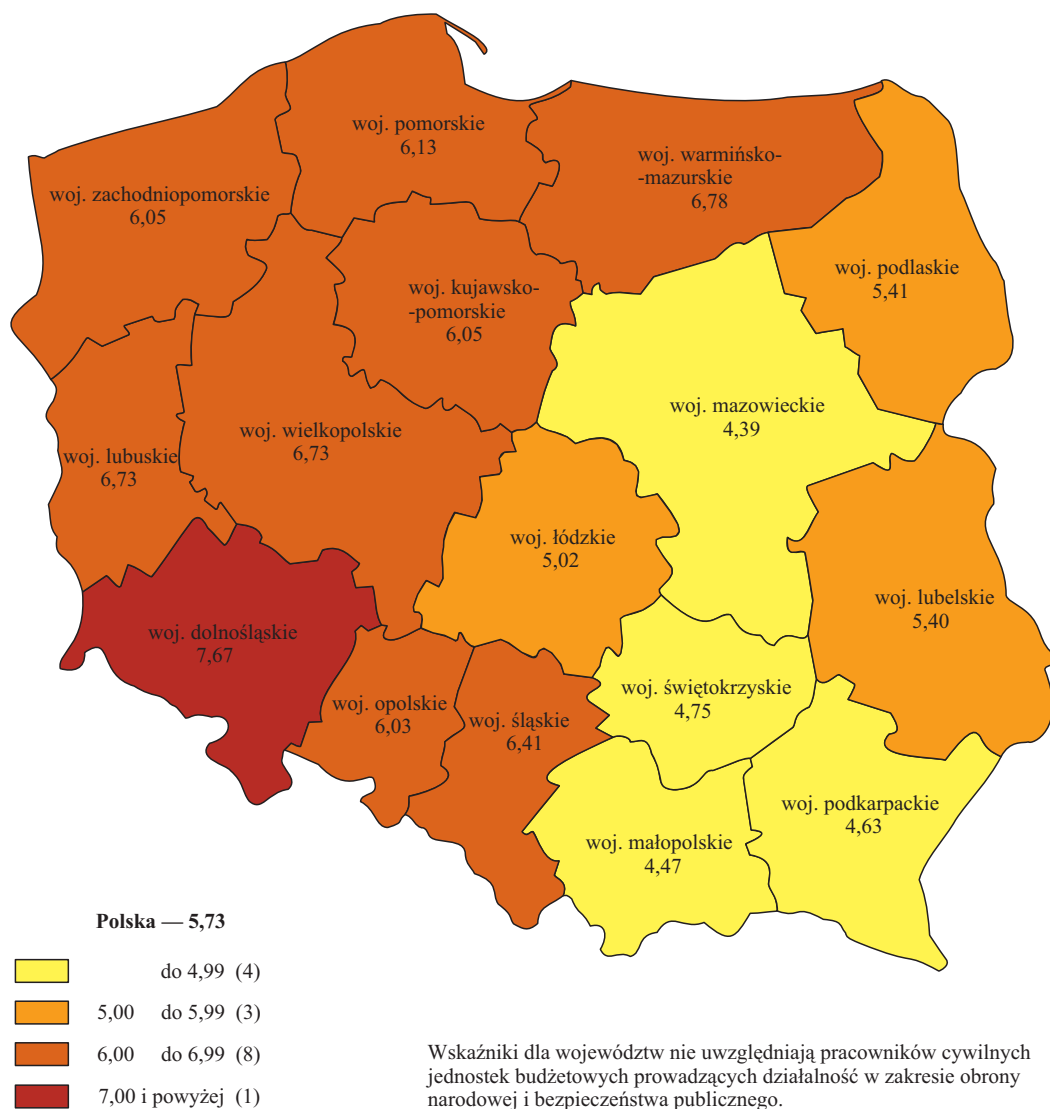 woj. pomorskie
6,13
woj. warmińsko-
-mazurskie
6,78
woj. zachodniopomorskie
6,05
woj. podlaskie
5,41
woj. kujawsko-
-pomorskie
6,05
woj. mazowieckie
4,39
woj. wielkopolskie
6,73
woj. lubuskie
6,73
woj. łódzkie
5,02
woj. lubelskie
5,40
woj. dolnośląskie
7,67
woj. świętokrzyskie
4,75
woj. opolskie
6,03
woj. śląskie
6,41
woj. podkarpackie
4,63
woj. małopolskie
4,47
Polska — 5,73
do 4,99 (4)
5,00 do 5,99 (3)
6,00 do 6,99 (8)
7,00 i powyżej (1)
Wskaźniki dla województw nie uwzględniają pracowników cywilnych
jednostek budżetowych prowadzących działalność w zakresie obrony
narodowej i bezpieczeństwa publicznego.